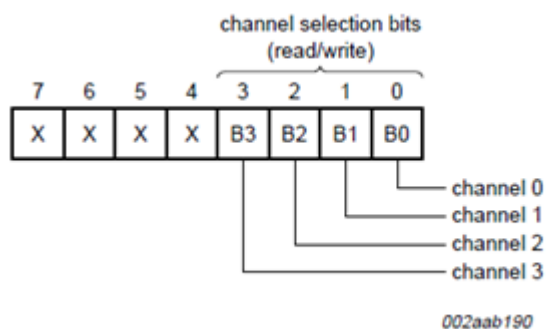 channel selection bits
(read/write)
7 6 5 4 3 2 1 0
X X X X B3 B2 B1 B0
channel 0
channel 1
channel 2
channel 3
002aab190